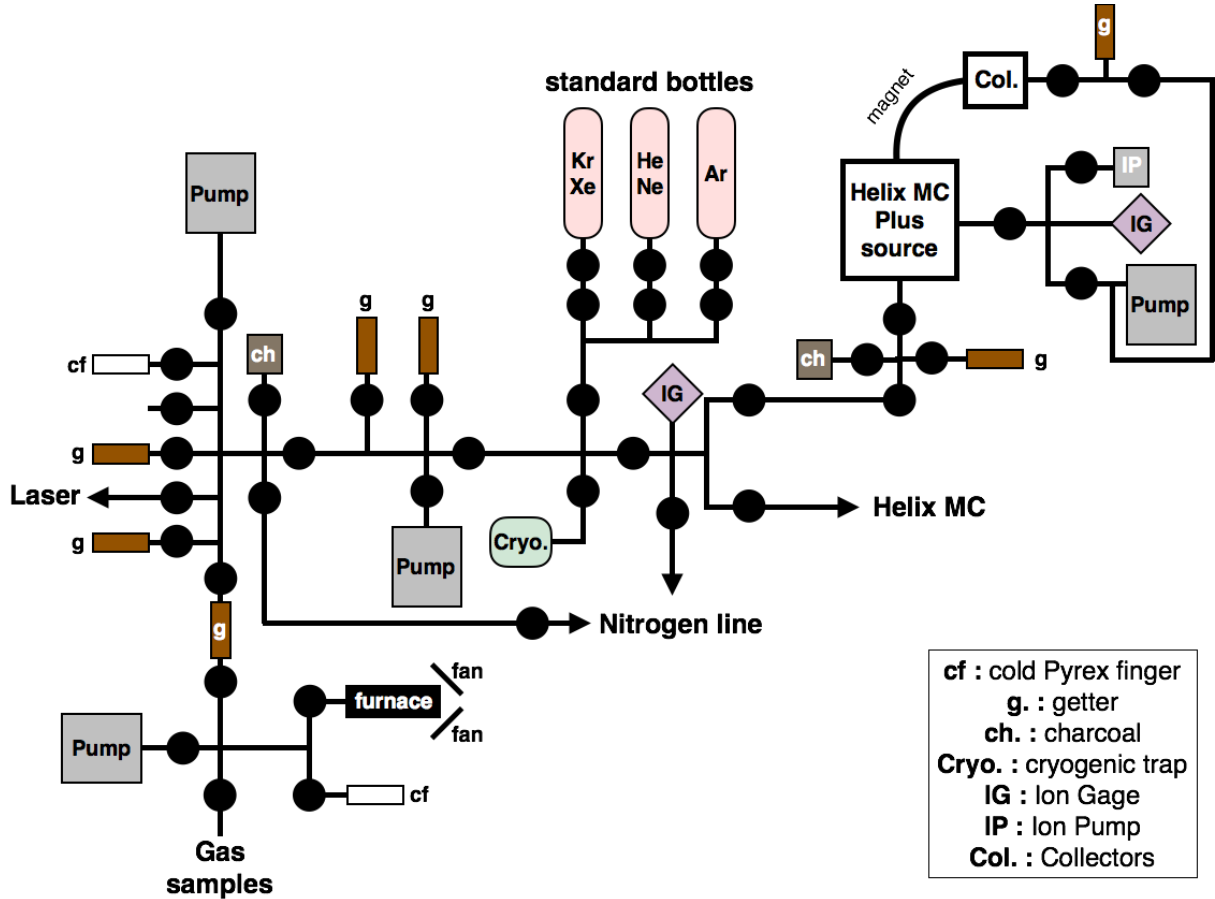 standard bottles
Kr
Xe
He
Ne
Ar
g
magnet
Col.
Pump
Helix MC
Plus
source
IP
IG
Pump
cf
ch
g
g
IG
ch
g
g
Laser
g
Cryo.
Pump
Helix MC
g
Nitrogen line
fan
furnace
fan
Pump
cf
Gas
samples
cf : cold Pyrex finger
g. : getter
ch. : charcoal
Cryo. : cryogenic trap
IG : Ion Gage
IP : Ion Pump
Col. : Collectors